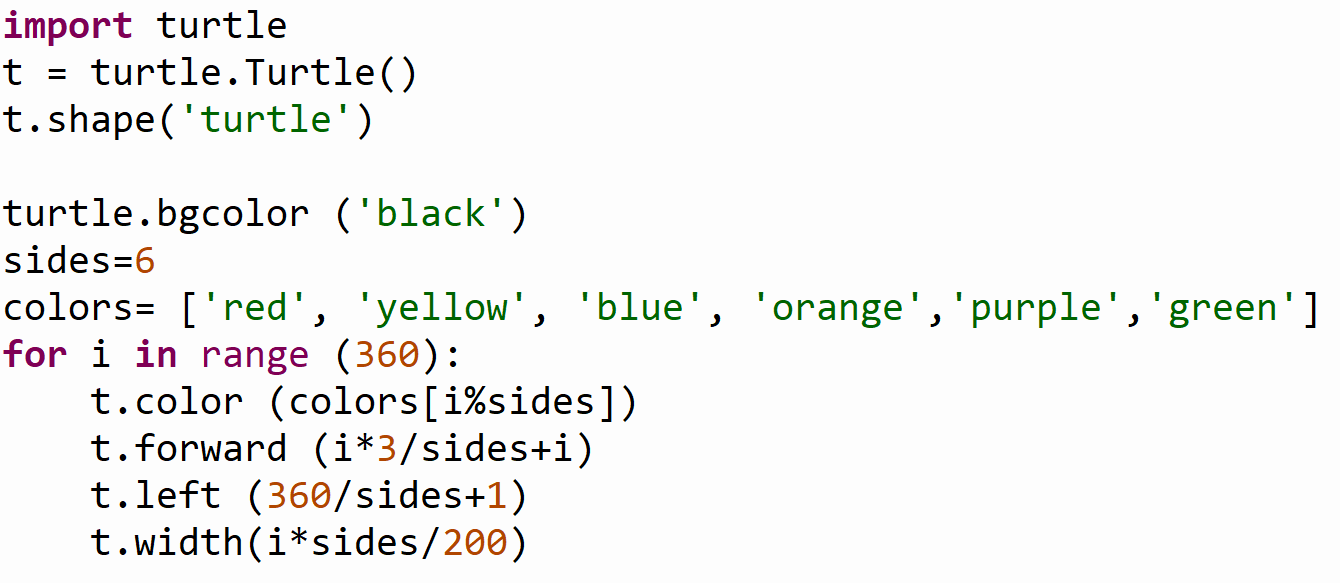 import turtle
t = turtle.Turtle()
t.shape('turtle')

turtle.bgcolor ('black')
sides=6
colors= ['red', 'yellow', 'blue', 'orange','purple','green']
for i in range (360):
    t.color (colors[i%sides])
    t.forward (i*3/sides+i)
    t.left (360/sides+1)
    t.width(i*sides/200)